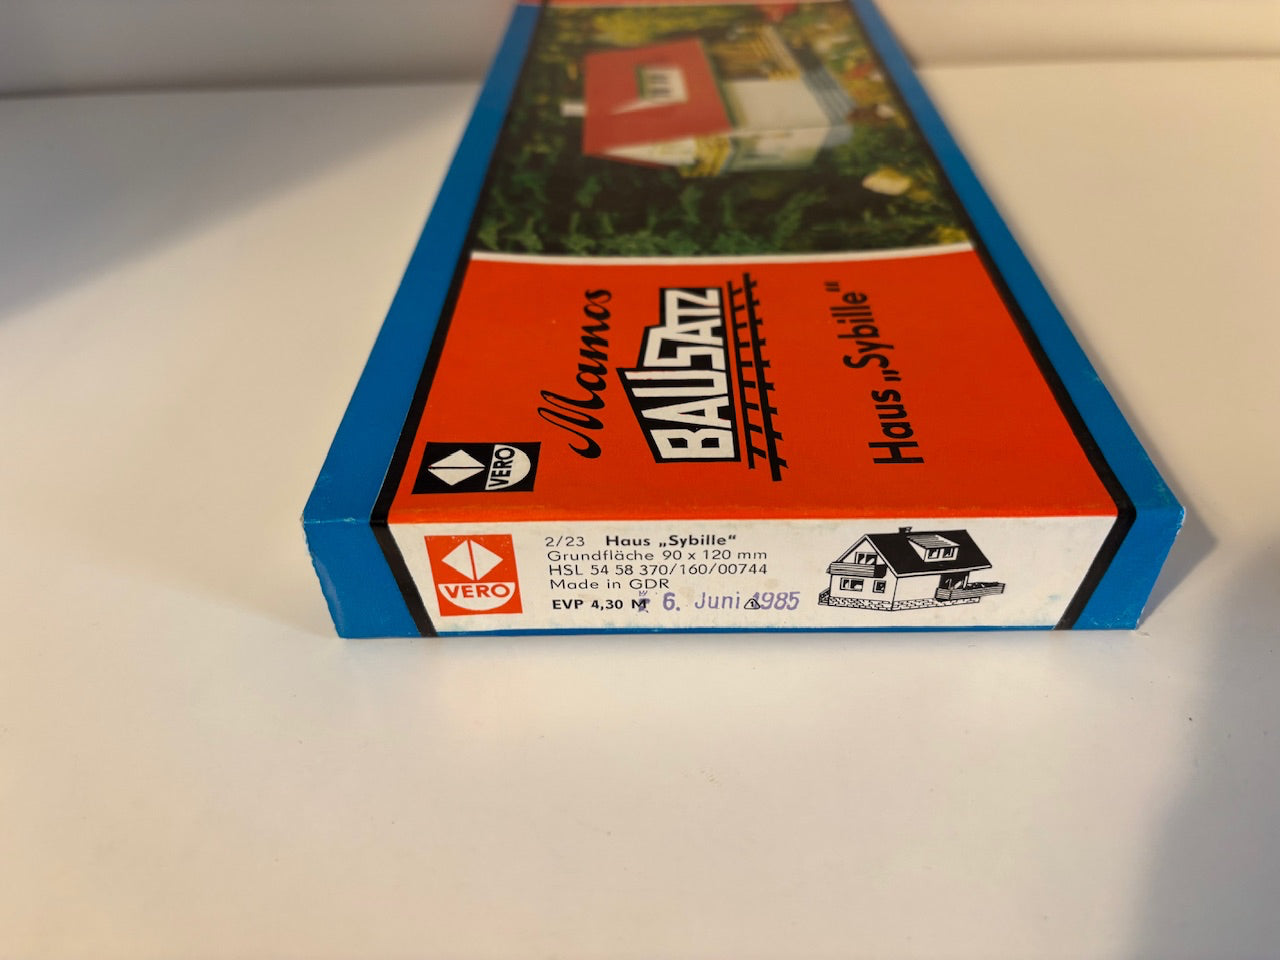 Mamos
BAUSATZ
Haus „Sybille“
VERO
VERO
2/23 Haus „Sybille“
Grundfläche 90 x 120 mm
HSL 54 58 370/160/00744
Made in GDR
EVP 4,30 M 6. Juni 1985